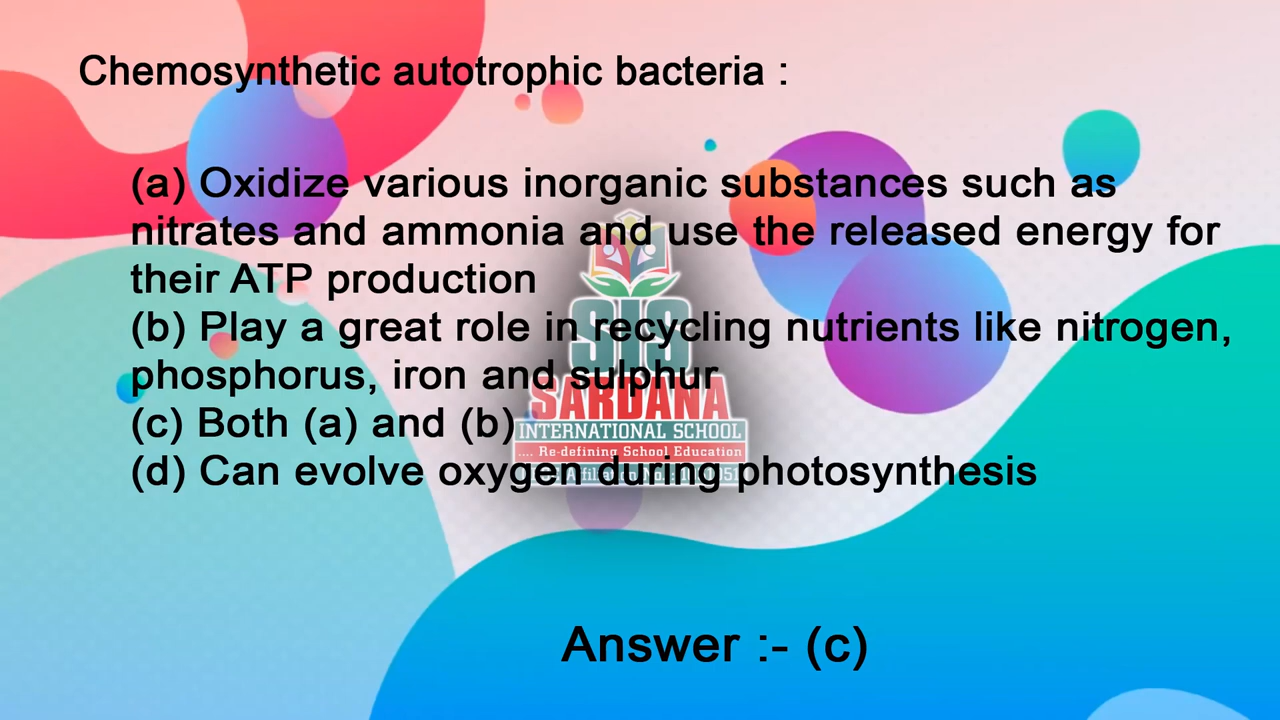 Chemosynthetic autotrophic bacteria :
(a) Oxidize various inorganic substances such as
nitrates and ammonia and use the released energy for
their ATP production
(b) Play a great role in recycling nutrients like nitrogen,
phosphorus, iron and sulphur
(c) Both (a) and (b)
(d) Can evolve oxygen during photosynthesis
SIS
SARDANA
INTERNATIONAL SCHOOL
.... Re-defining School Education
Affiliation No.
Answer :- (c)